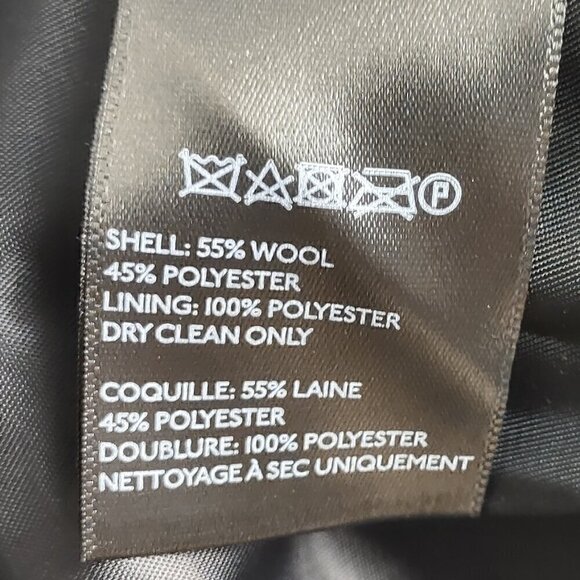 P
SHELL: 55% WOOL
45% POLYESTER
LINING: 100% POLYESTER
DRY CLEAN ONLY
COQUILLE: 55% LAINE
45% POLYESTER
DOUBLURE: 100% POLYESTER
NETTOYAGE À SEC UNIQUEMENT